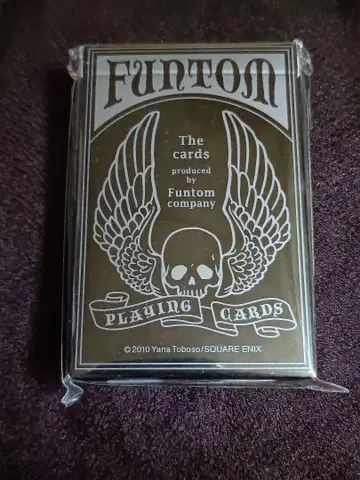 FUNTOM
The
cards
produced
by
Funtom
company
PLAYING CARDS
©2010 Yana Toboso/SQUARE ENIX